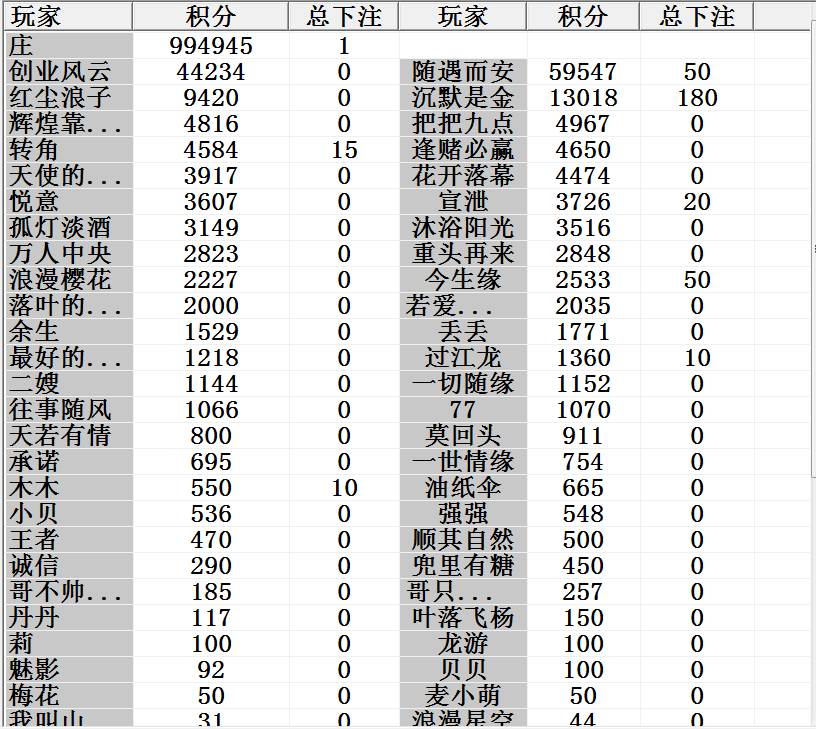 玩家 积分 总下注 玩家 积分 总下注
庄 994945 1
创业风云 44234 0 随遇而安 59547 50
红尘浪子 9420 0 沉默是金 13018 180
辉煌靠... 4816 0 把把九点 4967 0
转角 4584 15 逢赌必赢 4650 0
天使的... 3917 0 花开落幕 4474 0
悦意 3607 0 宣泄 3726 20
孤灯淡酒 3149 0 沐浴阳光 3516 0
万人中央 2823 0 重头再来 2848 0
浪漫樱花 2227 0 今生缘 2533 50
落叶的... 2000 0 若爱... 2035 0
余生 1529 0 丢丢 1771 0
最好的... 1218 0 过江龙 1360 10
二嫂 1144 0 一切随缘 1152 0
往事随风 1066 0 77 1070 0
天若有情 800 0 莫回头 911 0
承诺 695 0 一世情缘 754 0
木木 550 10 油纸伞 665 0
小贝 536 0 强强 548 0
王者 470 0 顺其自然 500 0
诚信 290 0 兜里有糖 450 0
哥不帅... 185 0 哥只... 257 0
丹丹 117 0 叶落飞杨 150 0
莉 100 0 龙游 100 0
魅影 92 0 贝贝 100 0
梅花 50 0 麦小萌 50 0
我叫山 31 0 浪漫星空 44 0